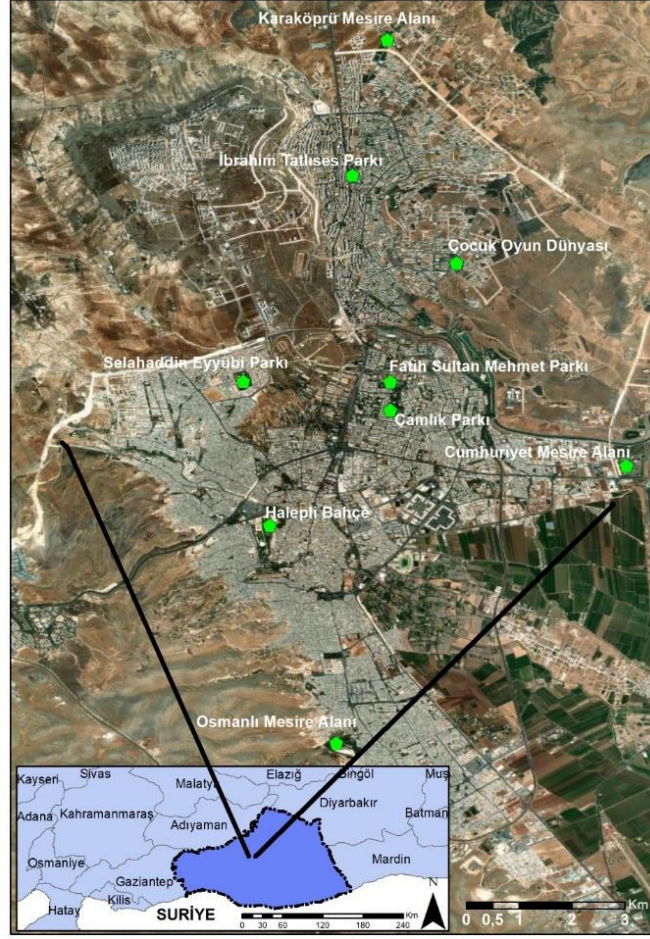 Karaköprü Mesire Alanı
İbrahim Tatlıses Parkı
Çocuk Oyun Dünyası
Selahaddin Eyyübi Parkı
Fatih Sultan Mehmet Parkı
Çamlık Parkı
Cumhuriyet Mesire Alanı
Halepli Bahçe
Osmanlı Mesire Alanı
Kayseri
Sivas
Malatya
Elazığ
Bingöl
Muş
Diyarbakır
Adana
Kahramanmaraş
Adıyaman
Batman
Osmaniye
Gaziantep
Mardin
Hatay
Kilis
SURİYE
N
Km
0 30 60 120 180 240
Km
0 0,5 1 2 3